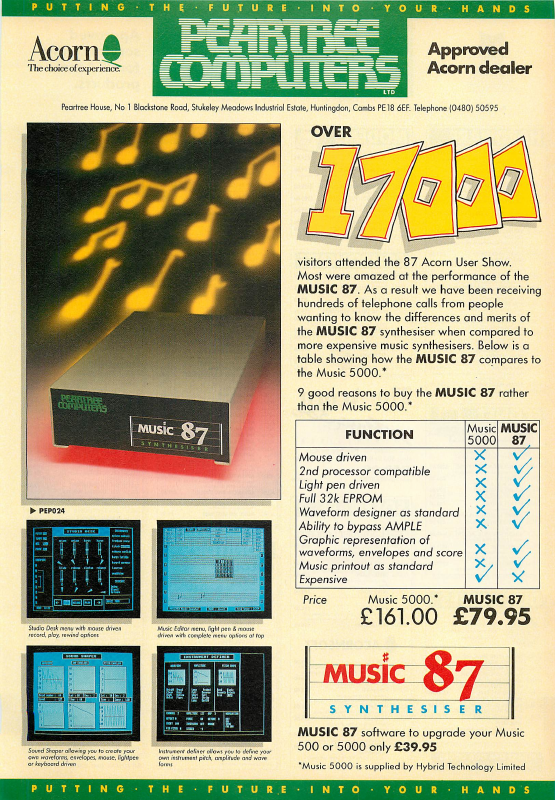 PUTTING · THE · FUTURE · INTO · YOUR · HANDS
Acorn
The choice of experience.
PEARTREE
COMPUTERS
LTD
Approved
Acorn dealer
Peartree House, No 1 Blackstone Road, Stukeley Meadows Industrial Estate, Huntingdon, Cambs PE18 6EF. Telephone (0480) 50595
PEARTREE
COMPUTERS
MUSIC 87
SYNTHESISER
▶ PEP024
OVER
17000
visitors attended the 87 Acorn User Show.
Most were amazed at the performance of the
MUSIC 87. As a result we have been receiving
hundreds of telephone calls from people
wanting to know the differences and merits of
the MUSIC 87 synthesiser when compared to
more expensive music synthesisers. Below is a
table showing how the MUSIC 87 compares to
the Music 5000.*
9 good reasons to buy the MUSIC 87 rather
than the Music 5000.*
FUNCTION Music 5000 MUSIC 87
Mouse driven ✗ ✓
2nd processor compatible ✗ ✓
Light pen driven ✗ ✓
Full 32k EPROM ✗ ✓
Waveform designer as standard ✗ ✓
Ability to bypass AMPLE ✗ ✓
Graphic representation of
waveforms, envelopes and score ✗ ✓
Music printout as standard ✗ ✓
Expensive ✓ ✗
Price Music 5000.* MUSIC 87
£161.00 £79.95
STUDIO DESK
Studio Desk menu with mouse driven
record, play, rewind options
Music Editor menu, light pen & mouse
driven with complete menu options at top
SOUND SHAPER
Sound Shaper allowing you to create your
own waveforms, envelopes, mouse, lightpen
or keyboard driven
INSTRUMENT DEFINER
Instrument definer allows you to define your
own instrument pitch, amplitude and wave
forms
MUSIC 87
SYNTHESISER
MUSIC 87 software to upgrade your Music
500 or 5000 only £39.95
*Music 5000 is supplied by Hybrid Technology Limited
PUTTING · THE · FUTURE · INTO · YOUR · HANDS